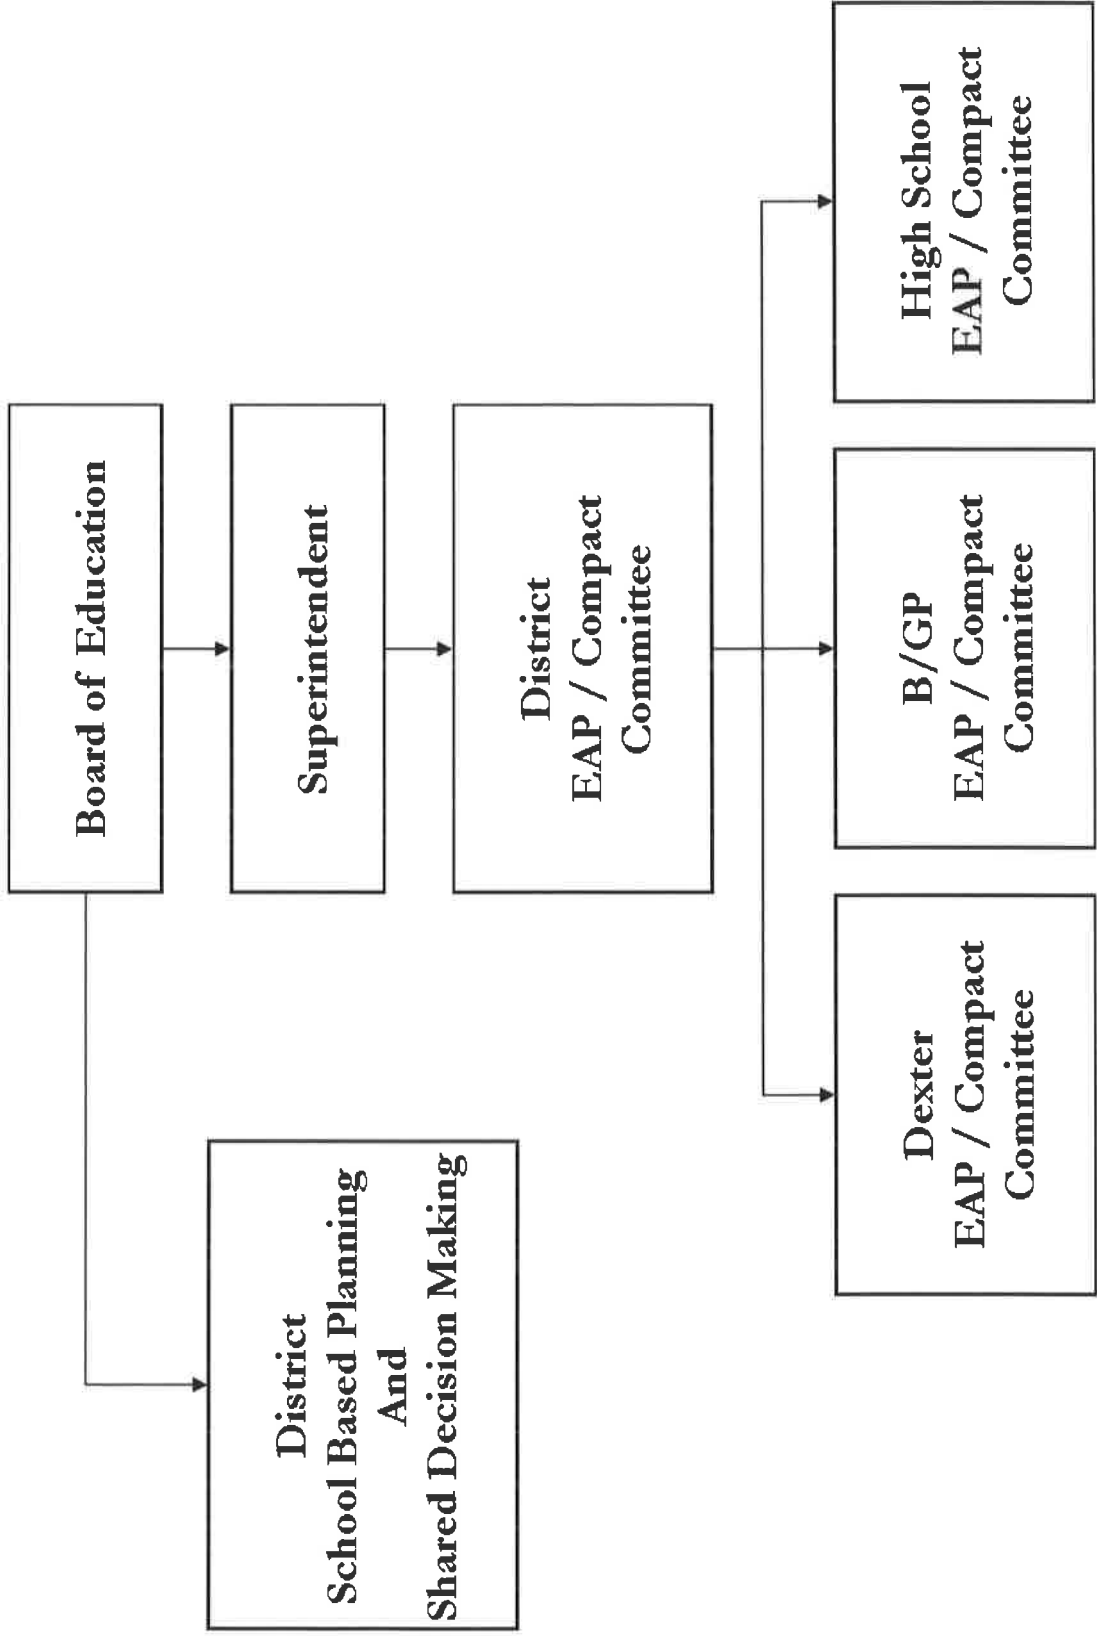 Board of Education
Superintendent
District
School Based Planning
And
Shared Decision Making
District
EAP / Compact
Committee
Dexter
EAP / Compact
Committee
B/GP
EAP / Compact
Committee
High School
EAP / Compact
Committee